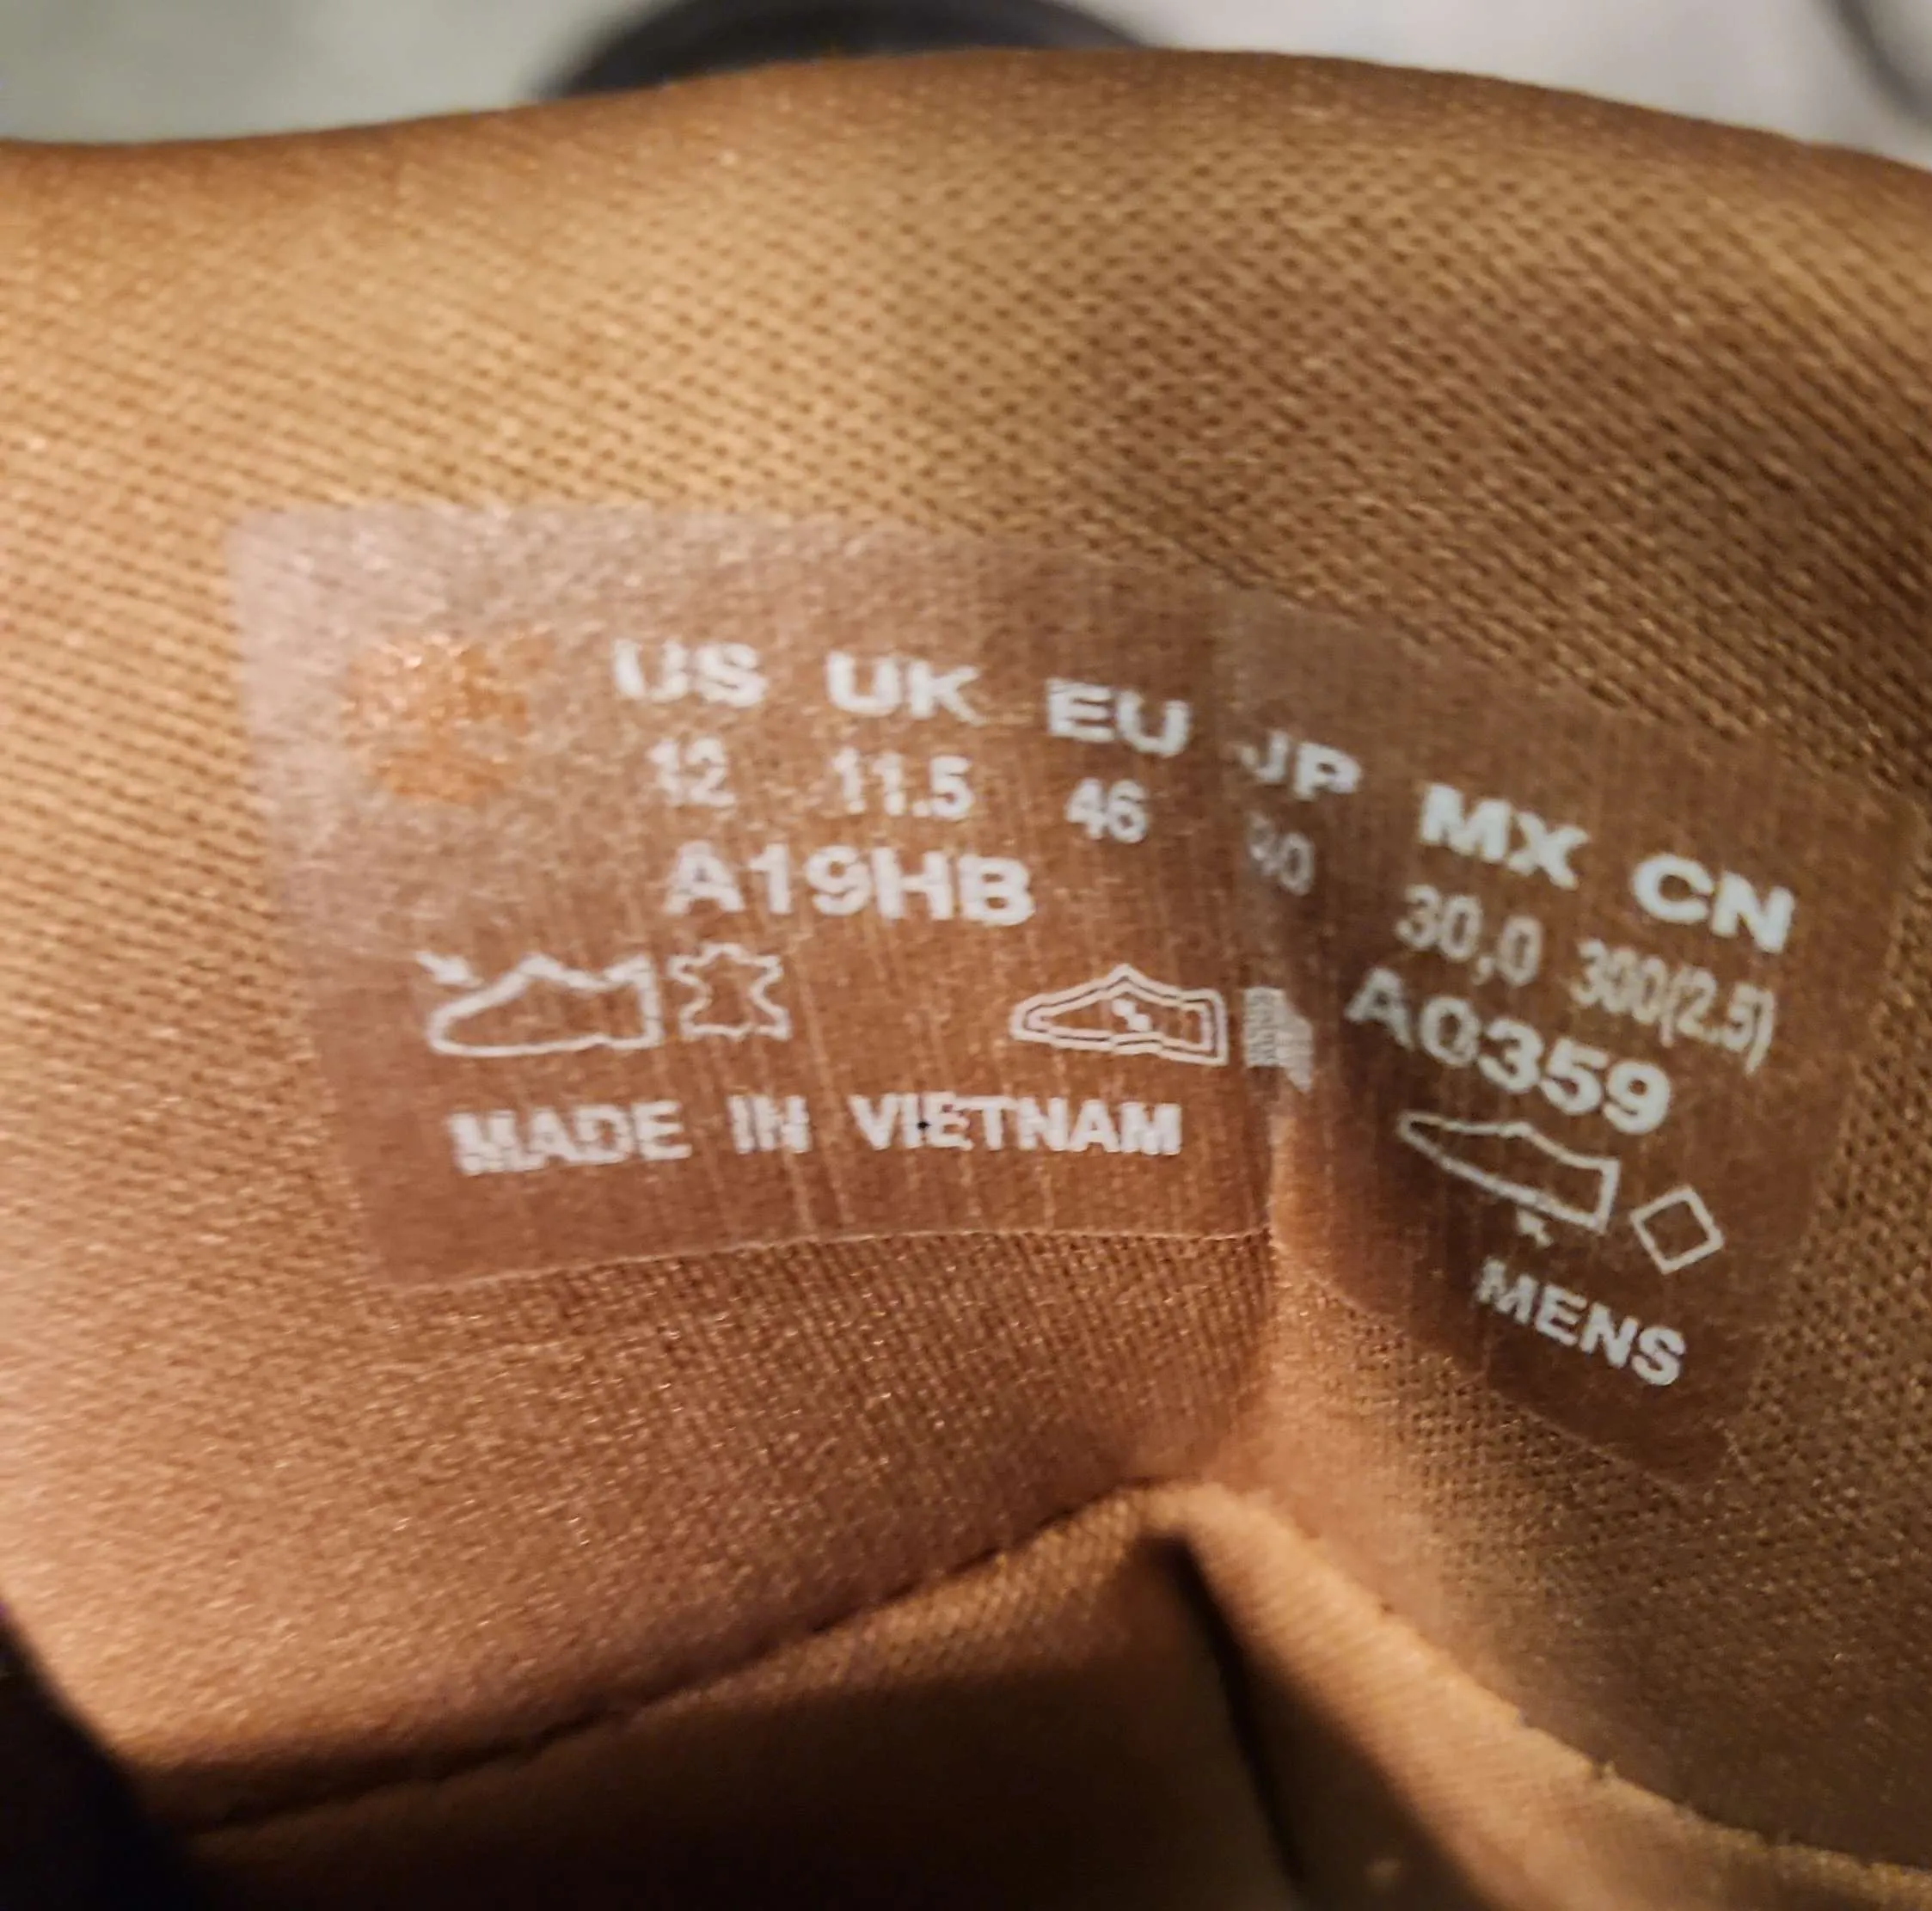 US UK EU JP MX CN
12 11.5 46 30 30,0 300(2.5)
A19HB A0359
MADE IN VIETNAM MENS